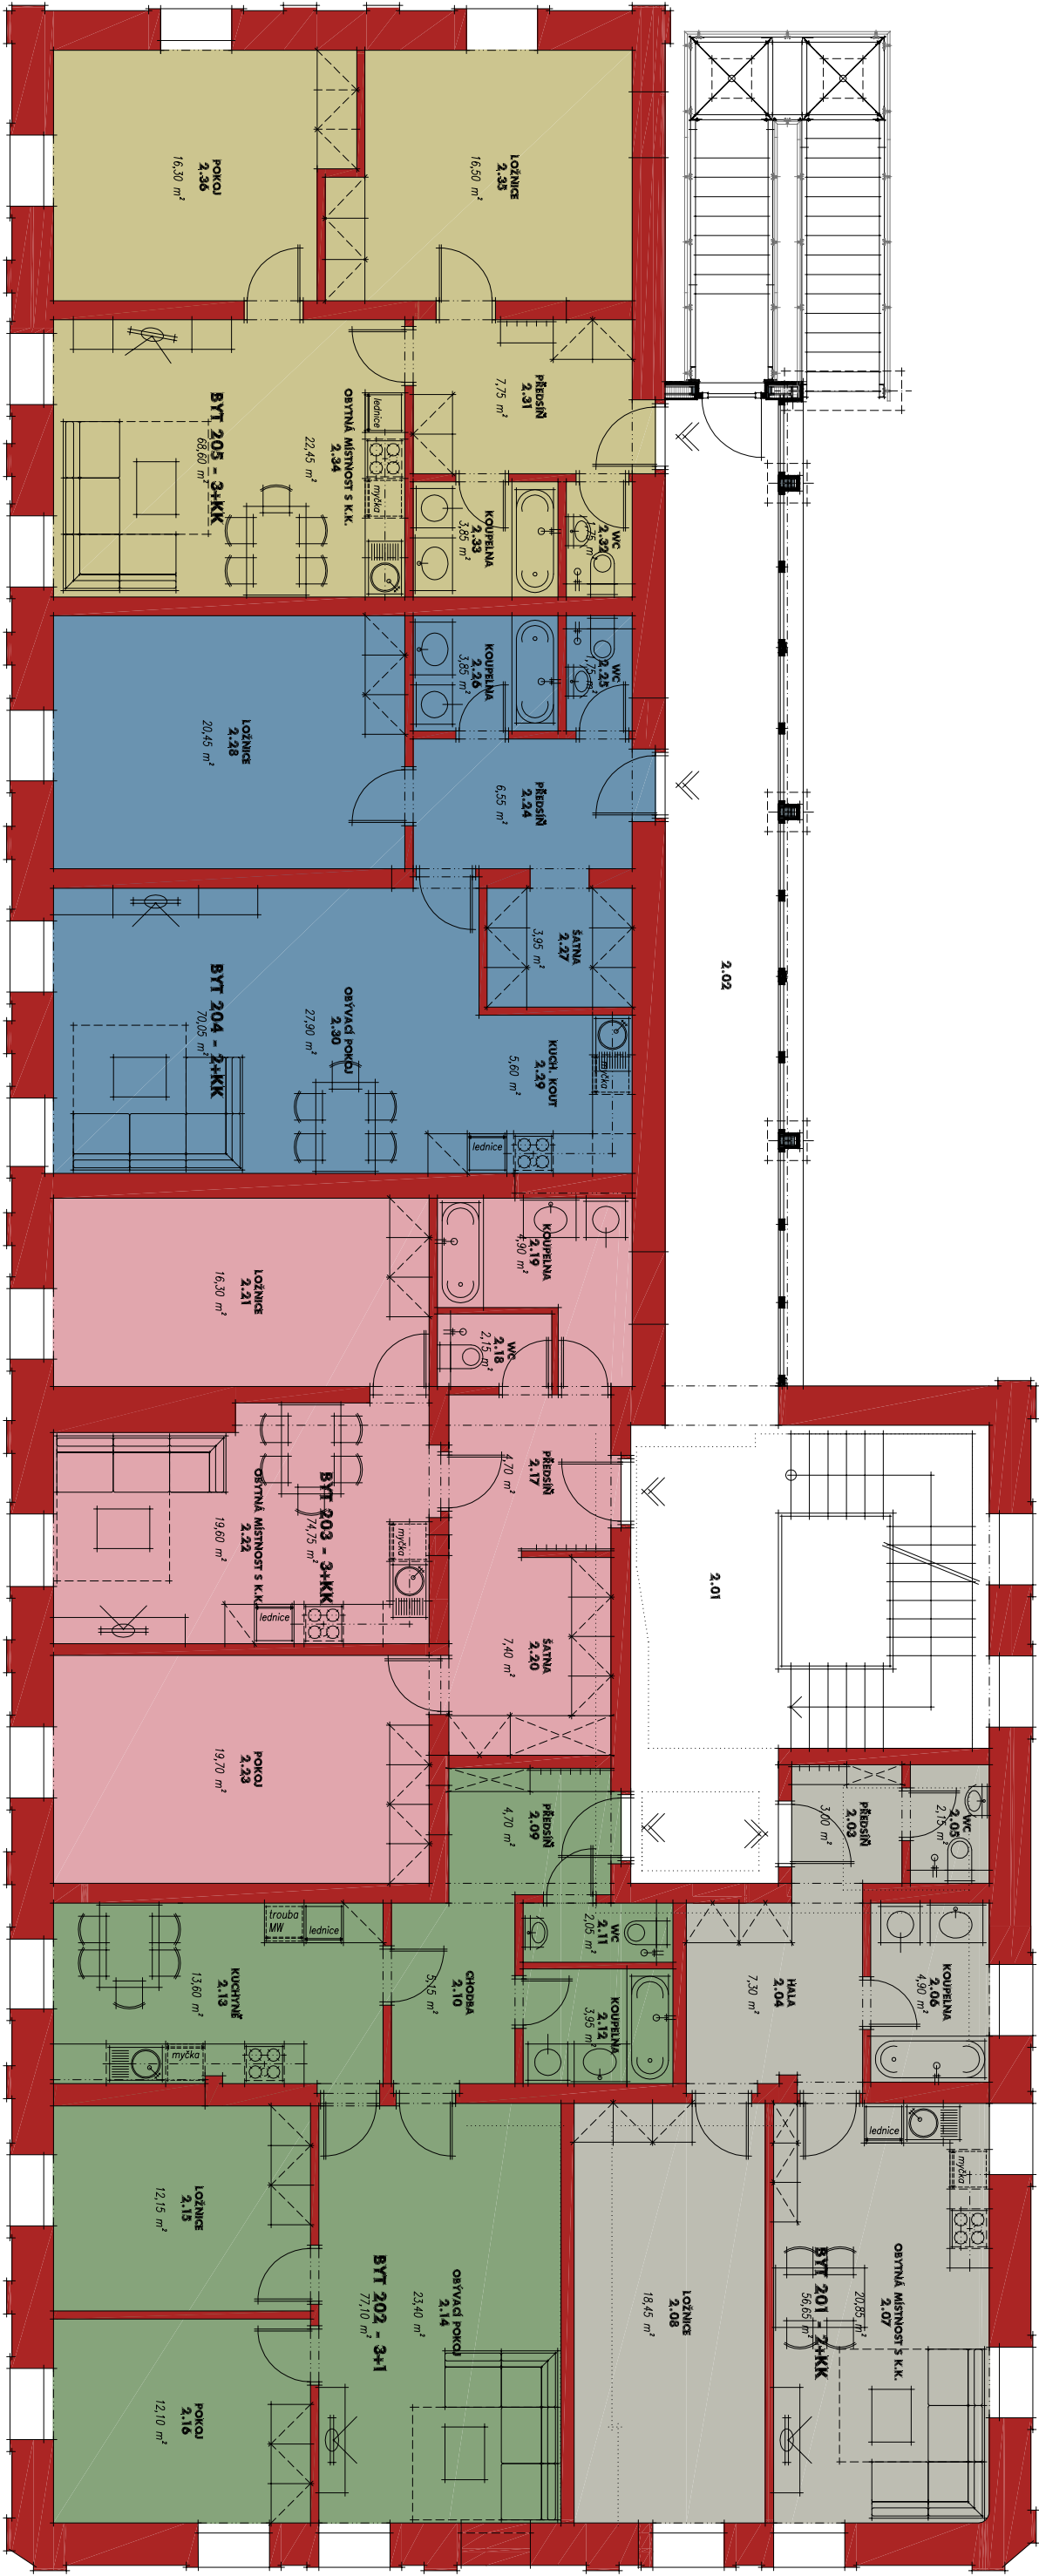 POKOJ
2.36
16,30 m²
LOŽNICE
2.35
16,50 m²
PŘEDSÍŇ
2.31
7,75 m²
OBYTNÁ MÍSTNOST S K.K.
2.34
22,45 m²
lednice
myčka
BYT 205 - 3+KK
68,60 m²
KOUPELNA
2.33
3,85 m²
WC
2.32
1,75 m²
KOUPELNA
2.26
3,85 m²
WC
2.25
1,75 m²
LOŽNICE
2.28
20,45 m²
PŘEDSÍŇ
2.24
6,55 m²
ŠATNA
2.27
3,95 m²
2.02
BYT 204 - 2+KK
70,05 m²
OBÝVACÍ POKOJ
2.30
27,90 m²
KUCH. KOUT
2.29
5,60 m²
myčka
lednice
KOUPELNA
2.19
4,90 m²
LOŽNICE
2.21
16,30 m²
WC
2.18
2,15 m²
PŘEDSÍŇ
2.17
4,70 m²
BYT 203 - 3+KK
74,75 m²
OBYTNÁ MÍSTNOST S K.K.
2.22
19,60 m²
myčka
lednice
2.01
ŠATNA
2.20
7,40 m²
POKOJ
2.23
19,70 m²
PŘEDSÍŇ
2.09
4,70 m²
PŘEDSÍŇ
2.03
3,00 m²
WC
2.05
2,15 m²
trouba
MW
lednice
WC
2.11
2,05 m²
KUCHYNĚ
2.13
13,60 m²
CHODBA
2.10
5,15 m²
KOUPELNA
2.12
3,95 m²
HALA
2.04
7,30 m²
KOUPELNA
2.06
4,90 m²
myčka
lednice
myčka
LOŽNICE
2.15
12,15 m²
BYT 202 - 3+1
77,10 m²
OBÝVACÍ POKOJ
2.14
23,40 m²
LOŽNICE
2.08
18,45 m²
BYT 201 - 2+KK
56,65 m²
OBYTNÁ MÍSTNOST S K.K.
2.07
20,85 m²
POKOJ
2.16
12,10 m²